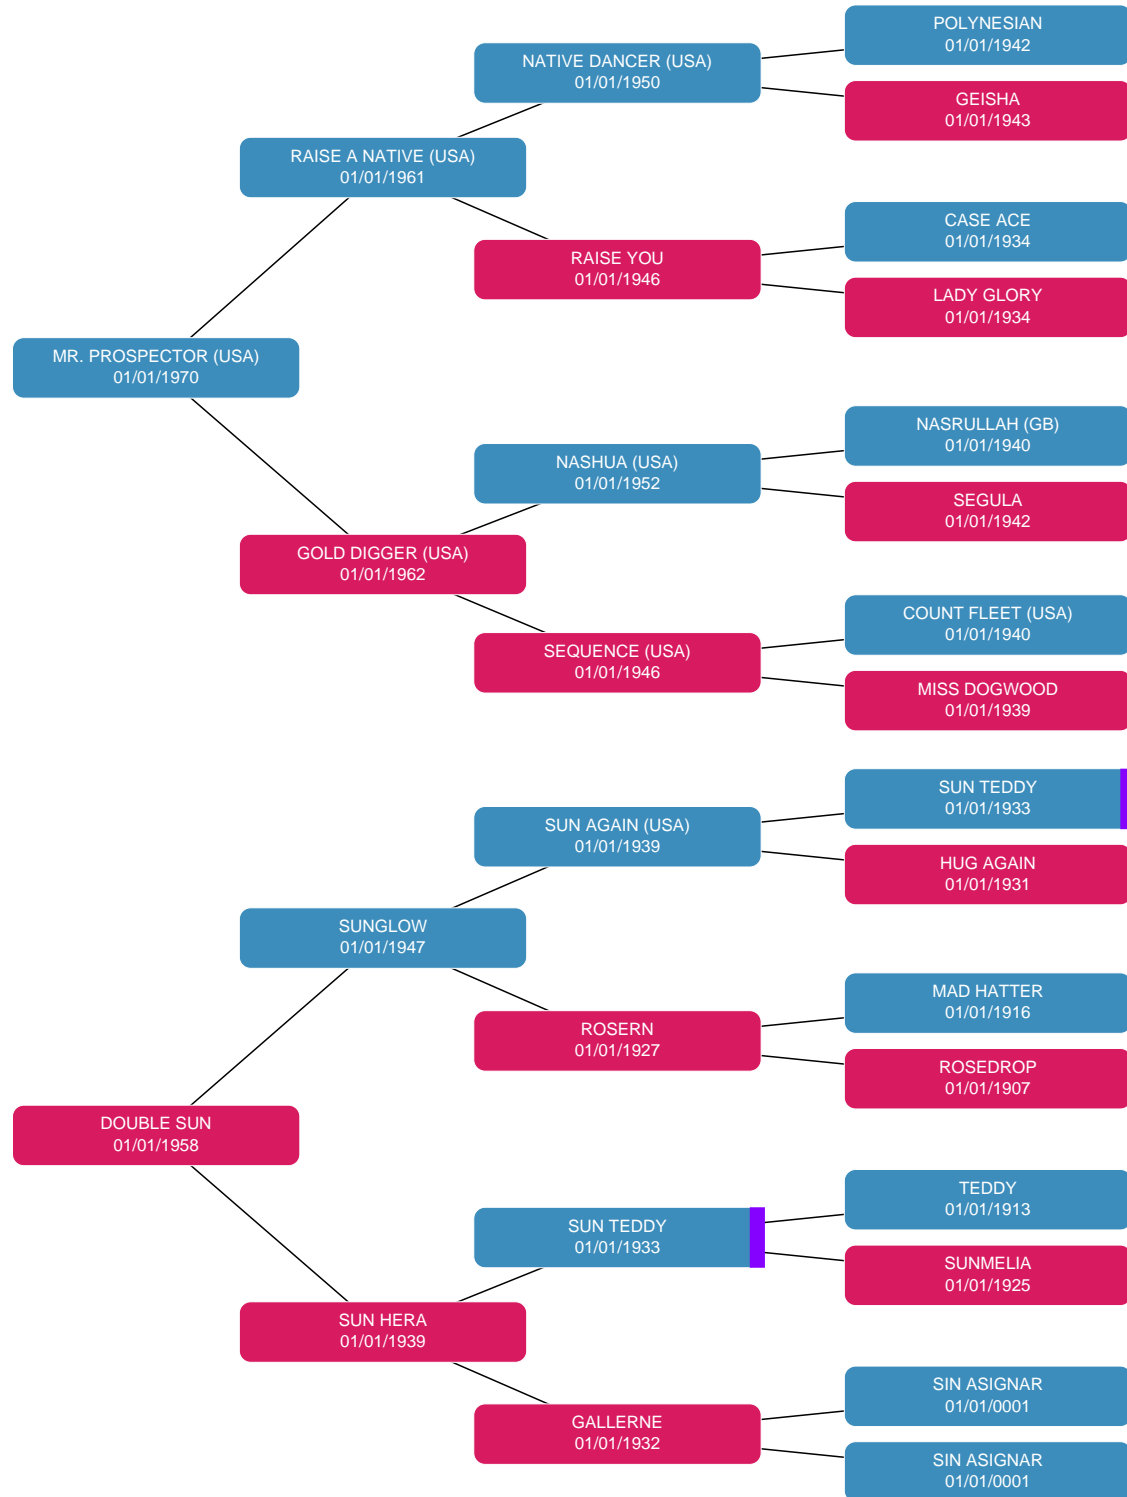 POLYNESIAN
01/01/1942
NATIVE DANCER (USA)
01/01/1950
GEISHA
01/01/1943
RAISE A NATIVE (USA)
01/01/1961
CASE ACE
01/01/1934
RAISE YOU
01/01/1946
LADY GLORY
01/01/1934
MR. PROSPECTOR (USA)
01/01/1970
NASRULLAH (GB)
01/01/1940
NASHUA (USA)
01/01/1952
SEGULA
01/01/1942
GOLD DIGGER (USA)
01/01/1962
COUNT FLEET (USA)
01/01/1940
SEQUENCE (USA)
01/01/1946
MISS DOGWOOD
01/01/1939
SUN TEDDY
01/01/1933
SUN AGAIN (USA)
01/01/1939
HUG AGAIN
01/01/1931
SUNGLOW
01/01/1947
MAD HATTER
01/01/1916
ROSERN
01/01/1927
ROSEDROP
01/01/1907
DOUBLE SUN
01/01/1958
TEDDY
01/01/1913
SUN TEDDY
01/01/1933
SUNMELIA
01/01/1925
SUN HERA
01/01/1939
SIN ASIGNAR
01/01/0001
GALLERNE
01/01/1932
SIN ASIGNAR
01/01/0001